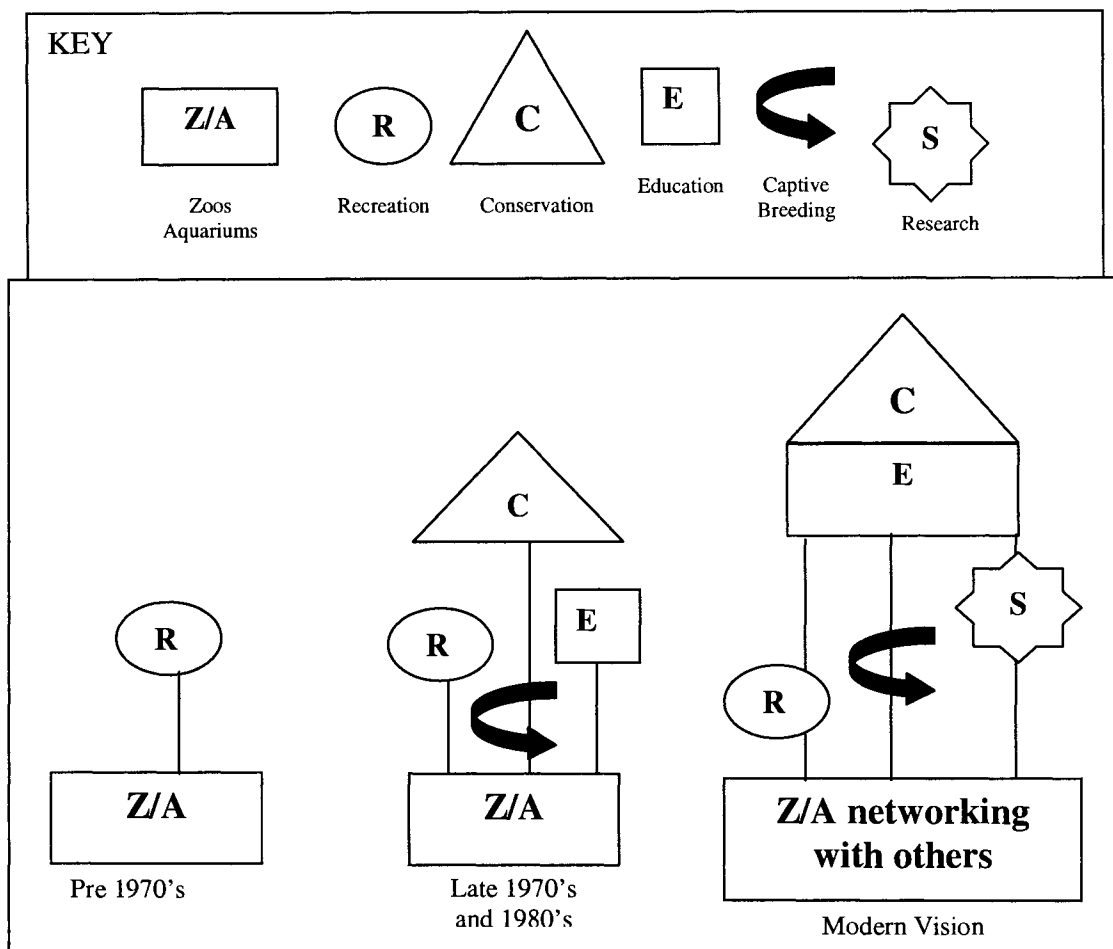 KEY
Z/A
R
C
E
S
Zoos
Aquariums
Recreation
Conservation
Education
Captive
Breeding
Research
R
Z/A
Pre 1970's
C
R
E
Z/A
Late 1970's
and 1980's
C
E
S
R
Z/A networking
with others
Modern Vision